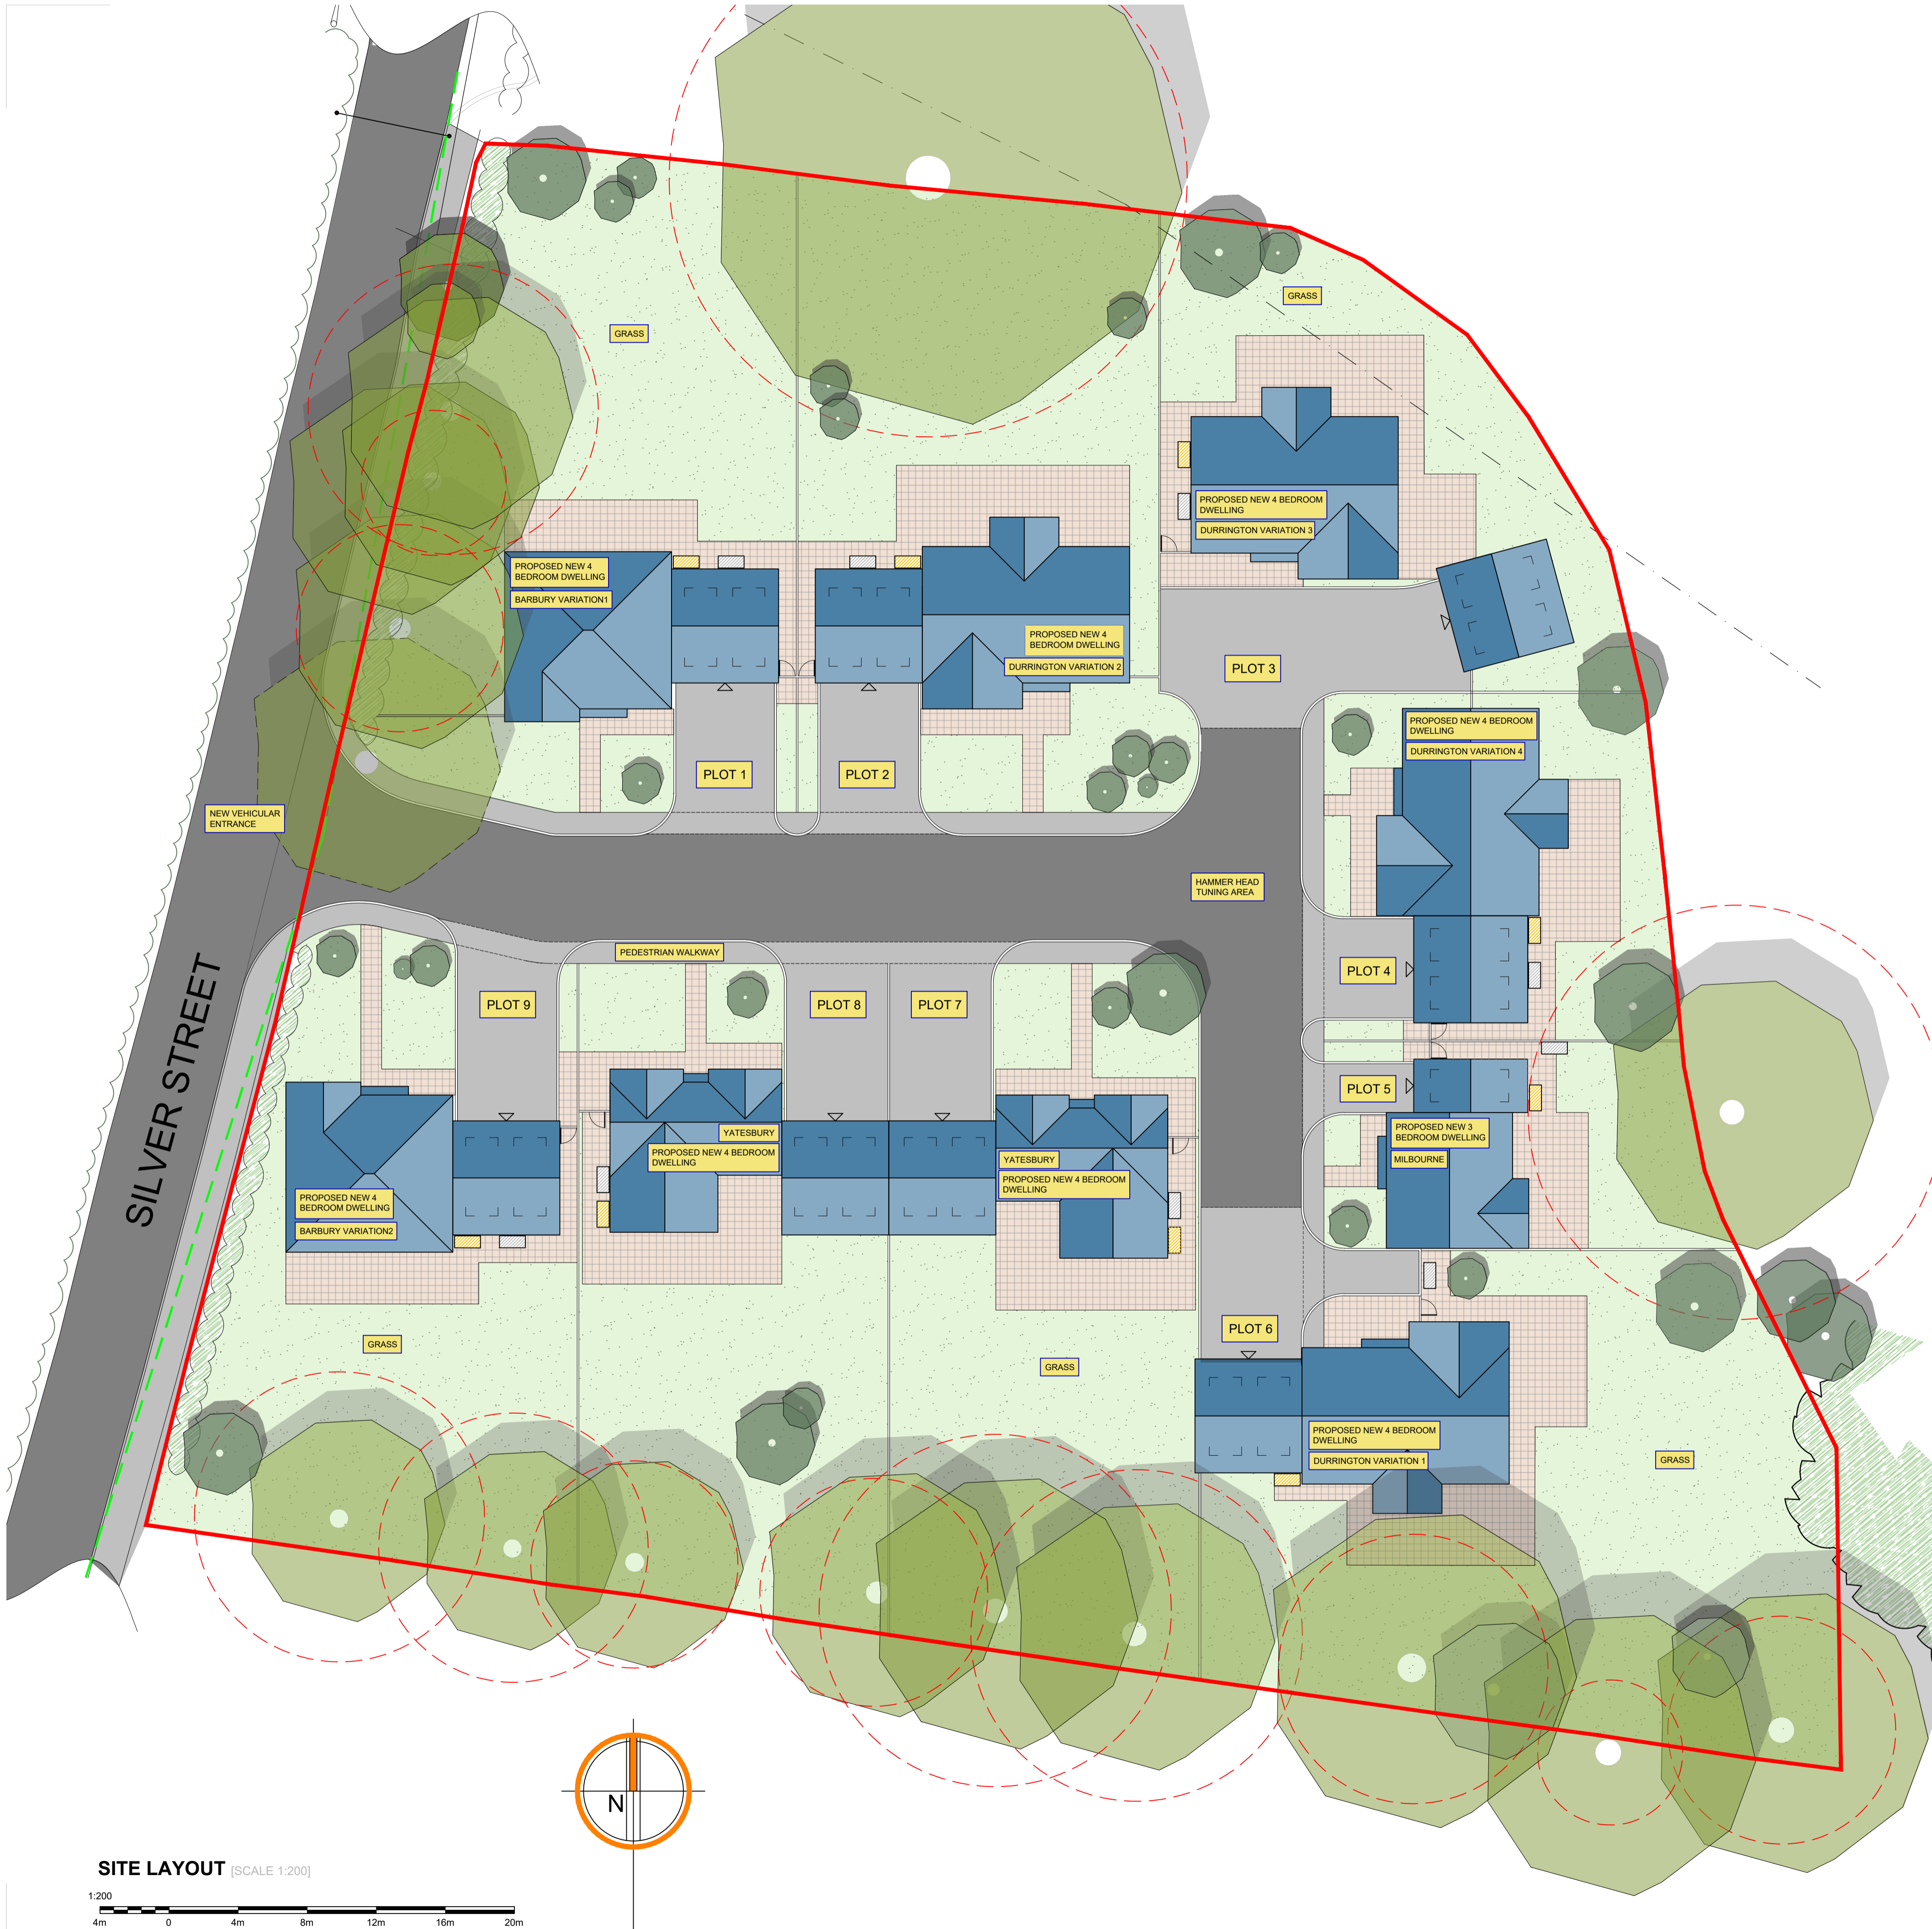 GRASS
GRASS
PROPOSED NEW 4 BEDROOM
DWELLING
DURRINGTON VARIATION 3
PROPOSED NEW 4
BEDROOM DWELLING
BARBURY VARIATION1
PROPOSED NEW 4
BEDROOM DWELLING
DURRINGTON VARIATION 2
PLOT 3
PROPOSED NEW 4 BEDROOM
DWELLING
DURRINGTON VARIATION 4
PLOT 1
PLOT 2
NEW VEHICULAR
ENTRANCE
HAMMER HEAD
TUNING AREA
PEDESTRIAN WALKWAY
PLOT 4
SILVER STREET
PLOT 9
PLOT 8
PLOT 7
PLOT 5
PROPOSED NEW 3
BEDROOM DWELLING
MILBOURNE
YATESBURY
PROPOSED NEW 4 BEDROOM
DWELLING
YATESBURY
PROPOSED NEW 4 BEDROOM
DWELLING
PROPOSED NEW 4
BEDROOM DWELLING
BARBURY VARIATION2
PLOT 6
GRASS
GRASS
PROPOSED NEW 4 BEDROOM
DWELLING
DURRINGTON VARIATION 1
GRASS
N
SITE LAYOUT [SCALE 1:200]
1:200
4m 0 4m 8m 12m 16m 20m